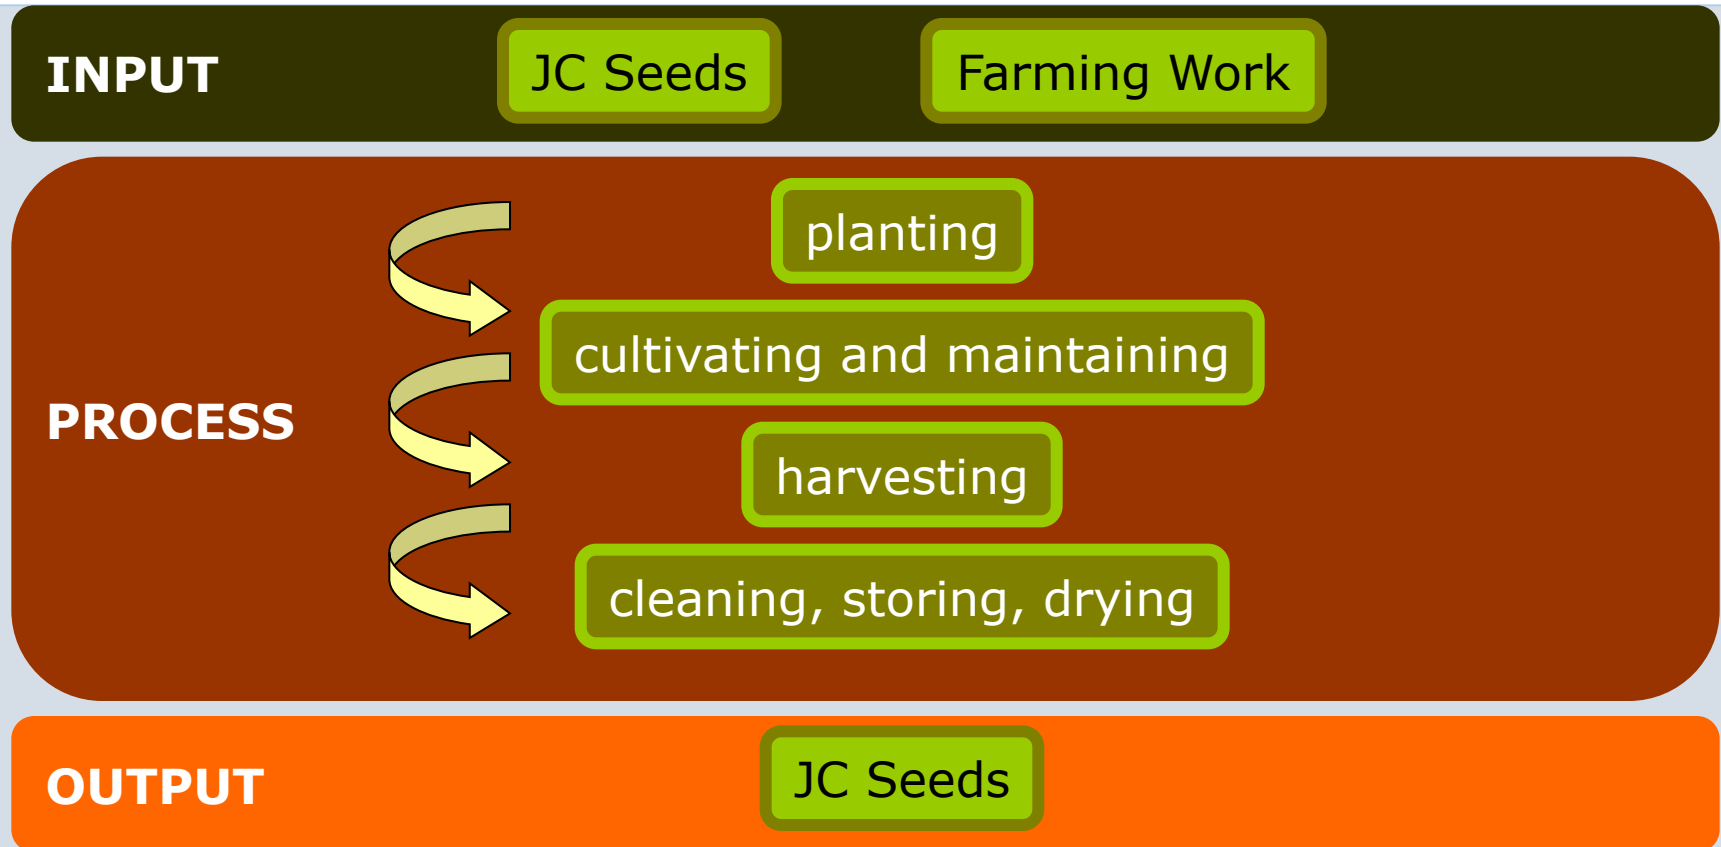 INPUT
JC Seeds
Farming Work
PROCESS
planting
cultivating and maintaining
harvesting
cleaning, storing, drying
OUTPUT
JC Seeds